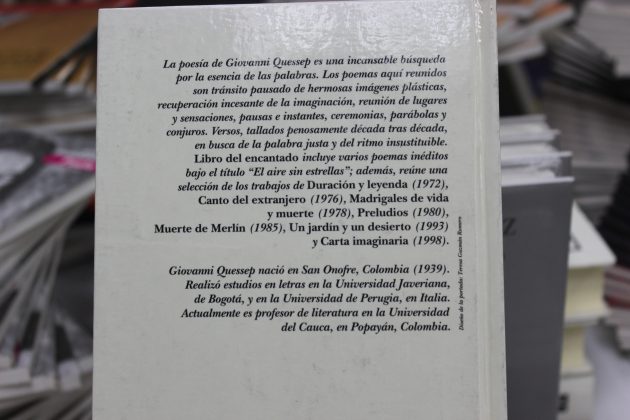 La poesía de Giovanni Quessep es una incansable búsqueda
por la esencia de las palabras. Los poemas aquí reunidos
son tránsito pausado de hermosas imágenes plásticas,
recuperación incesante de la imaginación, reunión de lugares
y sensaciones, pausas e instantes, ceremonias, parábolas y
conjuros. Versos, tallados penosamente década tras década,
en busca de la palabra justa y del ritmo insustituible.
Libro del encantado incluye varios poemas inéditos
bajo el título “El aire sin estrellas”; además, reúne una
selección de los trabajos de Duración y leyenda (1972),
Canto del extranjero (1976), Madrigales de vida
y muerte (1978), Preludios (1980),
Muerte de Merlín (1985), Un jardín y un desierto (1993)
y Carta imaginaria (1998).
Giovanni Quessep nació en San Onofre, Colombia (1939).
Realizó estudios en letras en la Universidad Javeriana,
de Bogotá, y en la Universidad de Perugia, en Italia.
Actualmente es profesor de literatura en la Universidad
del Cauca, en Popayán, Colombia.
Diseño de la portada: Teresa Guzmán Romero